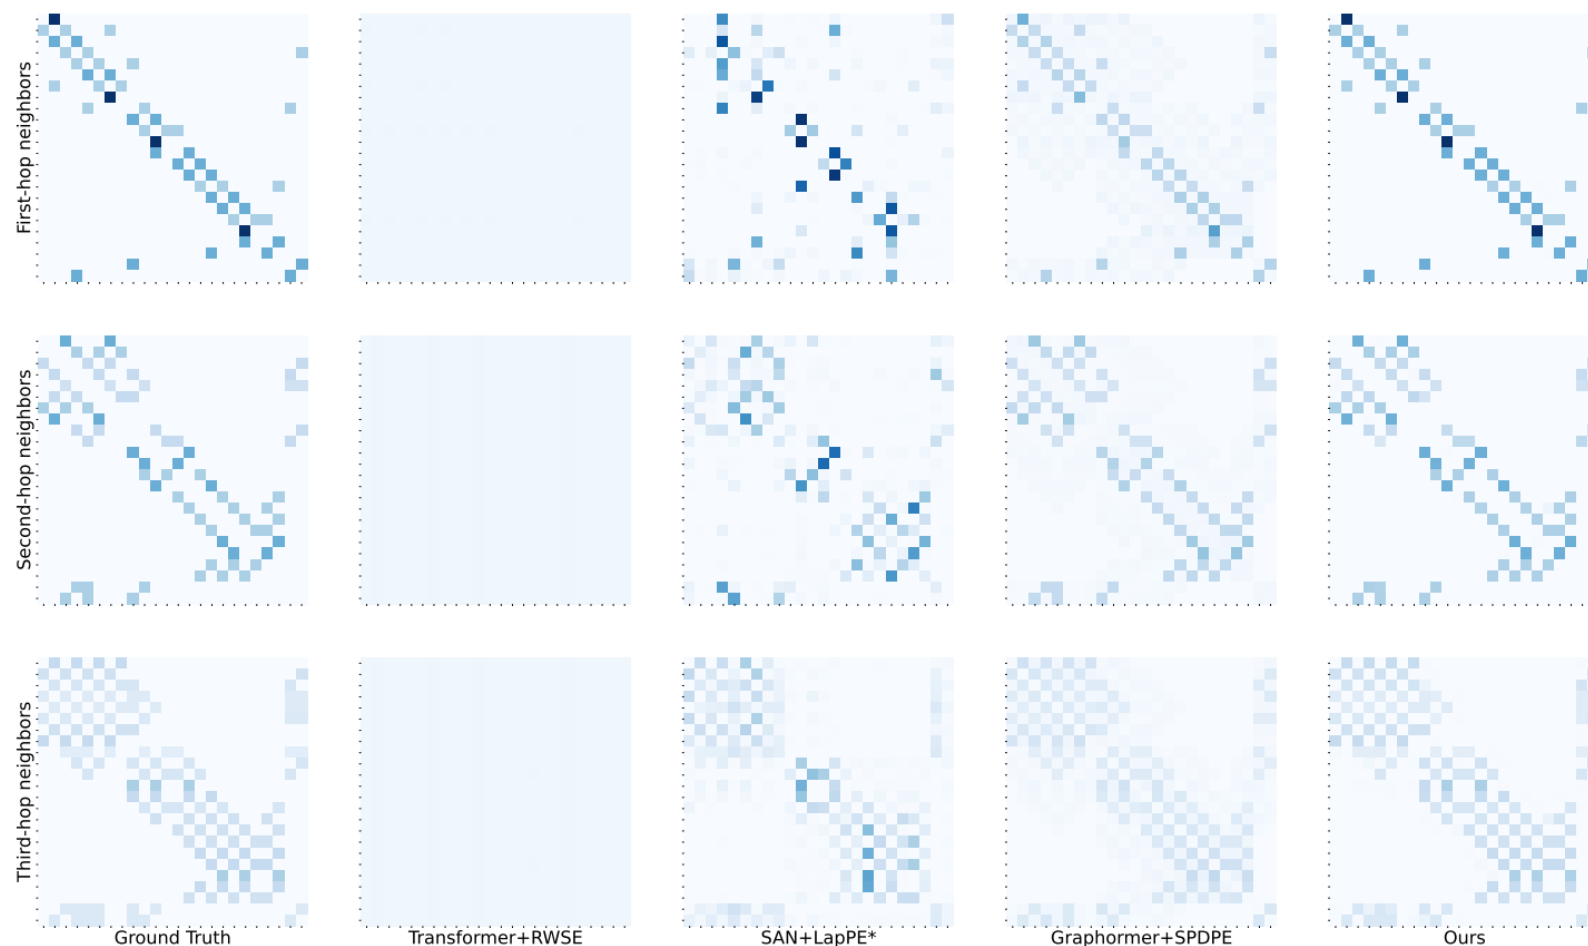 First-hop neighbors
Second-hop neighbors
Third-hop neighbors
Ground Truth
Transformer+RWSE
SAN+LapPE*
Graphormer+SPDPE
Ours